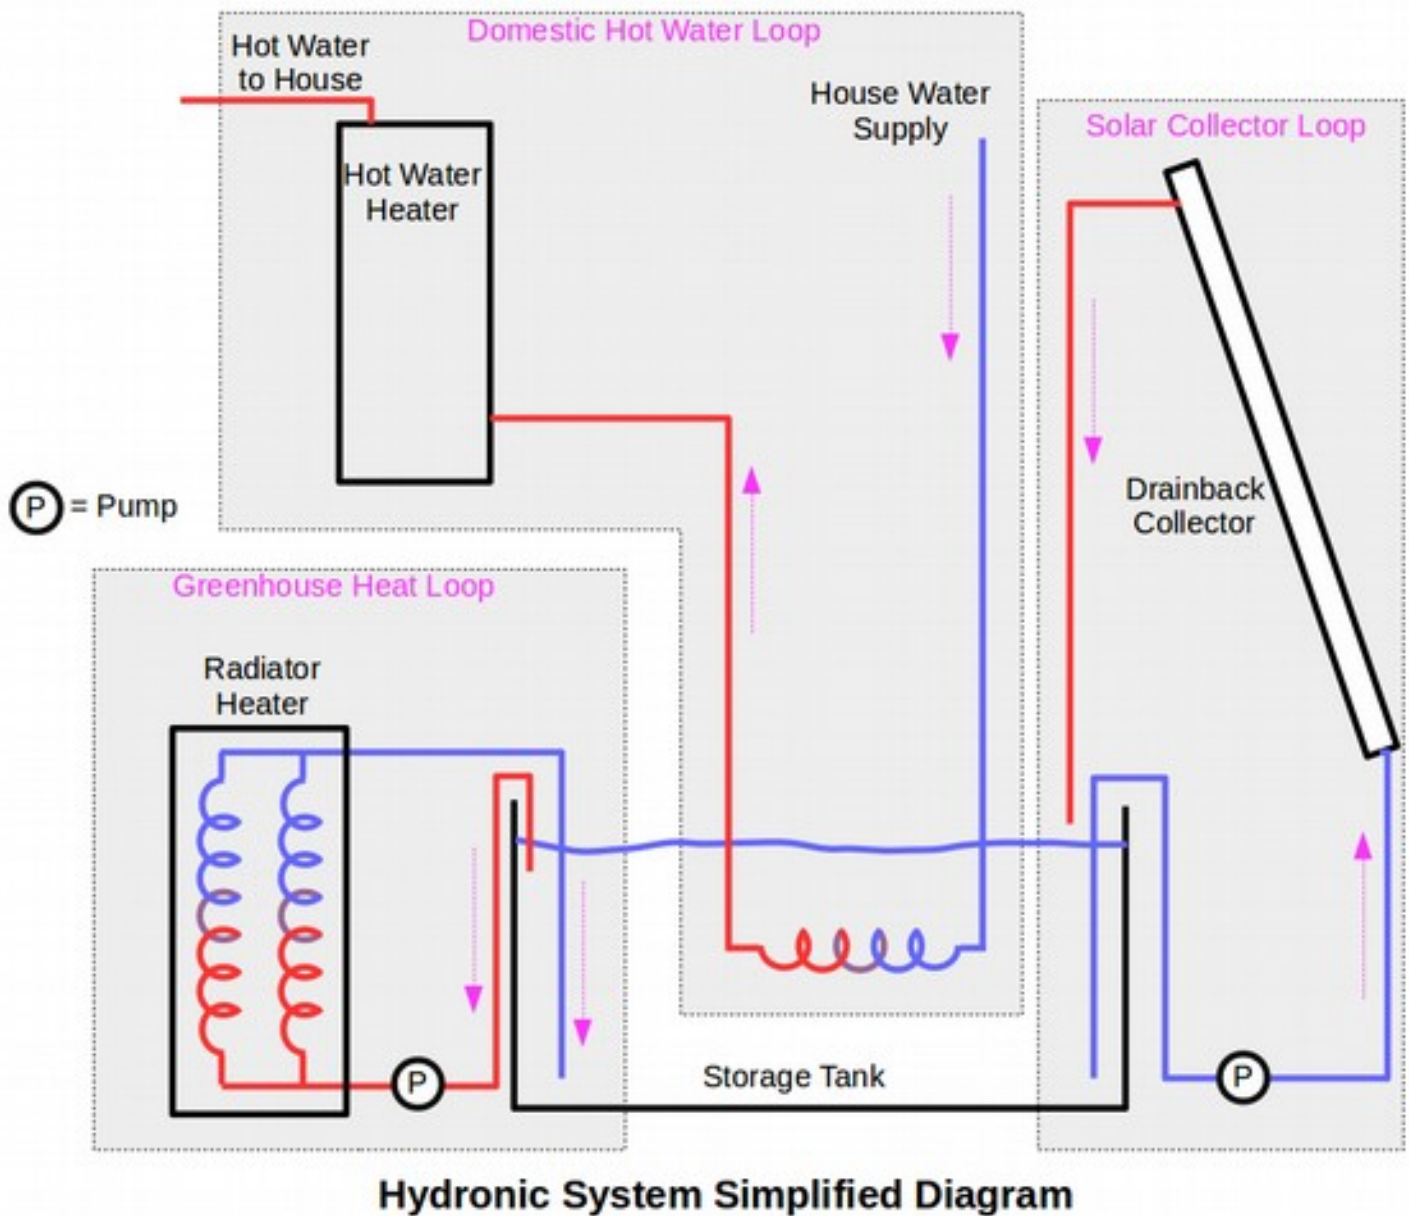 Domestic Hot Water Loop
Hot Water
to House
House Water
Supply
Solar Collector Loop
Hot Water
Heater
Drainback
Collector
P = Pump
Greenhouse Heat Loop
Radiator
Heater
P
Storage Tank
P
Hydronic System Simplified Diagram